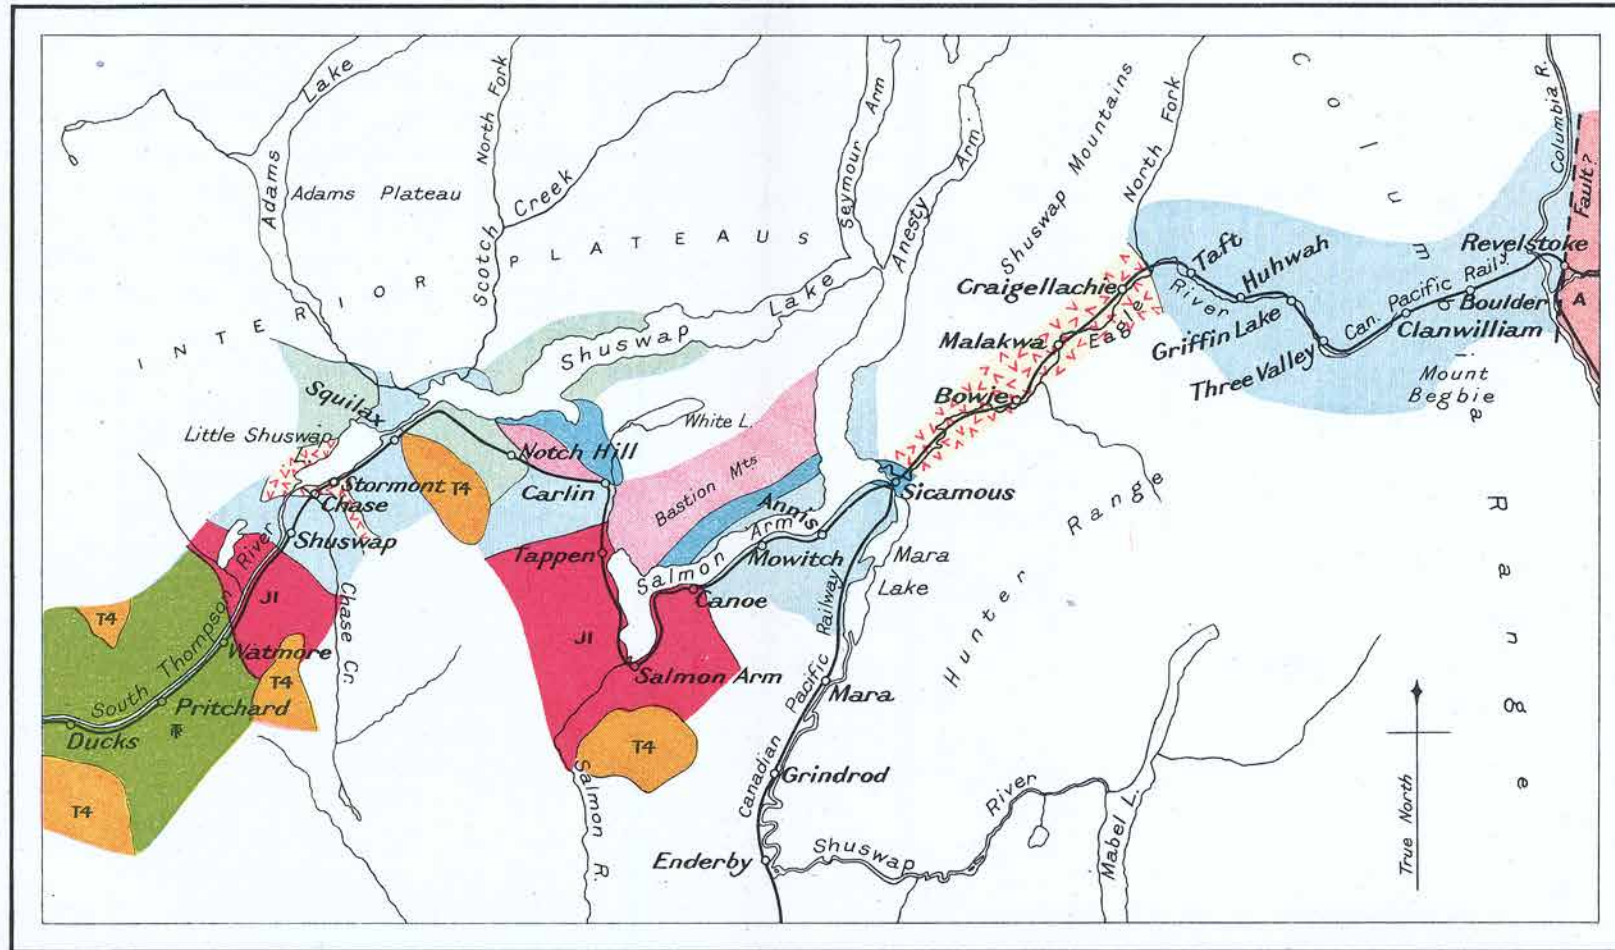 Adams Lake
Adams Plateau
North Fork
Scotch Creek
INTERIOR PLATEAUS
Seymour Arm
Anesty Arm
Shuswap Mountains
North Fork
Columbia R.
Fault?
Columbia Range
Shuswap Lake
Craigellachie
Taft
Huhwah
Revelstoke
Malakwa
Eagle River
Griffin Lake
Can. Pacific Rail'y
Boulder
A
Clanwilliam
Three Valley
Mount Begbie
Bowie
Squilax
Little Shuswap L.
White L.
Notch Hill
Stormont
T4
Carlin
Bastion Mts
Sicamous
Chase
Shuswap
Annis
Tappen
Salmon Arm
Mowitch
Mara Lake
Canoe
Hunter Range
T4
J1
Chase Cr.
J1
South Thompson River
Watmore
Salmon Arm
T4
Pritchard
Ducks
Mara
T4
T4
Salmon R.
Canadian Pacific Railway
Grindrod
Enderby
Shuswap River
Mabel L.
True North